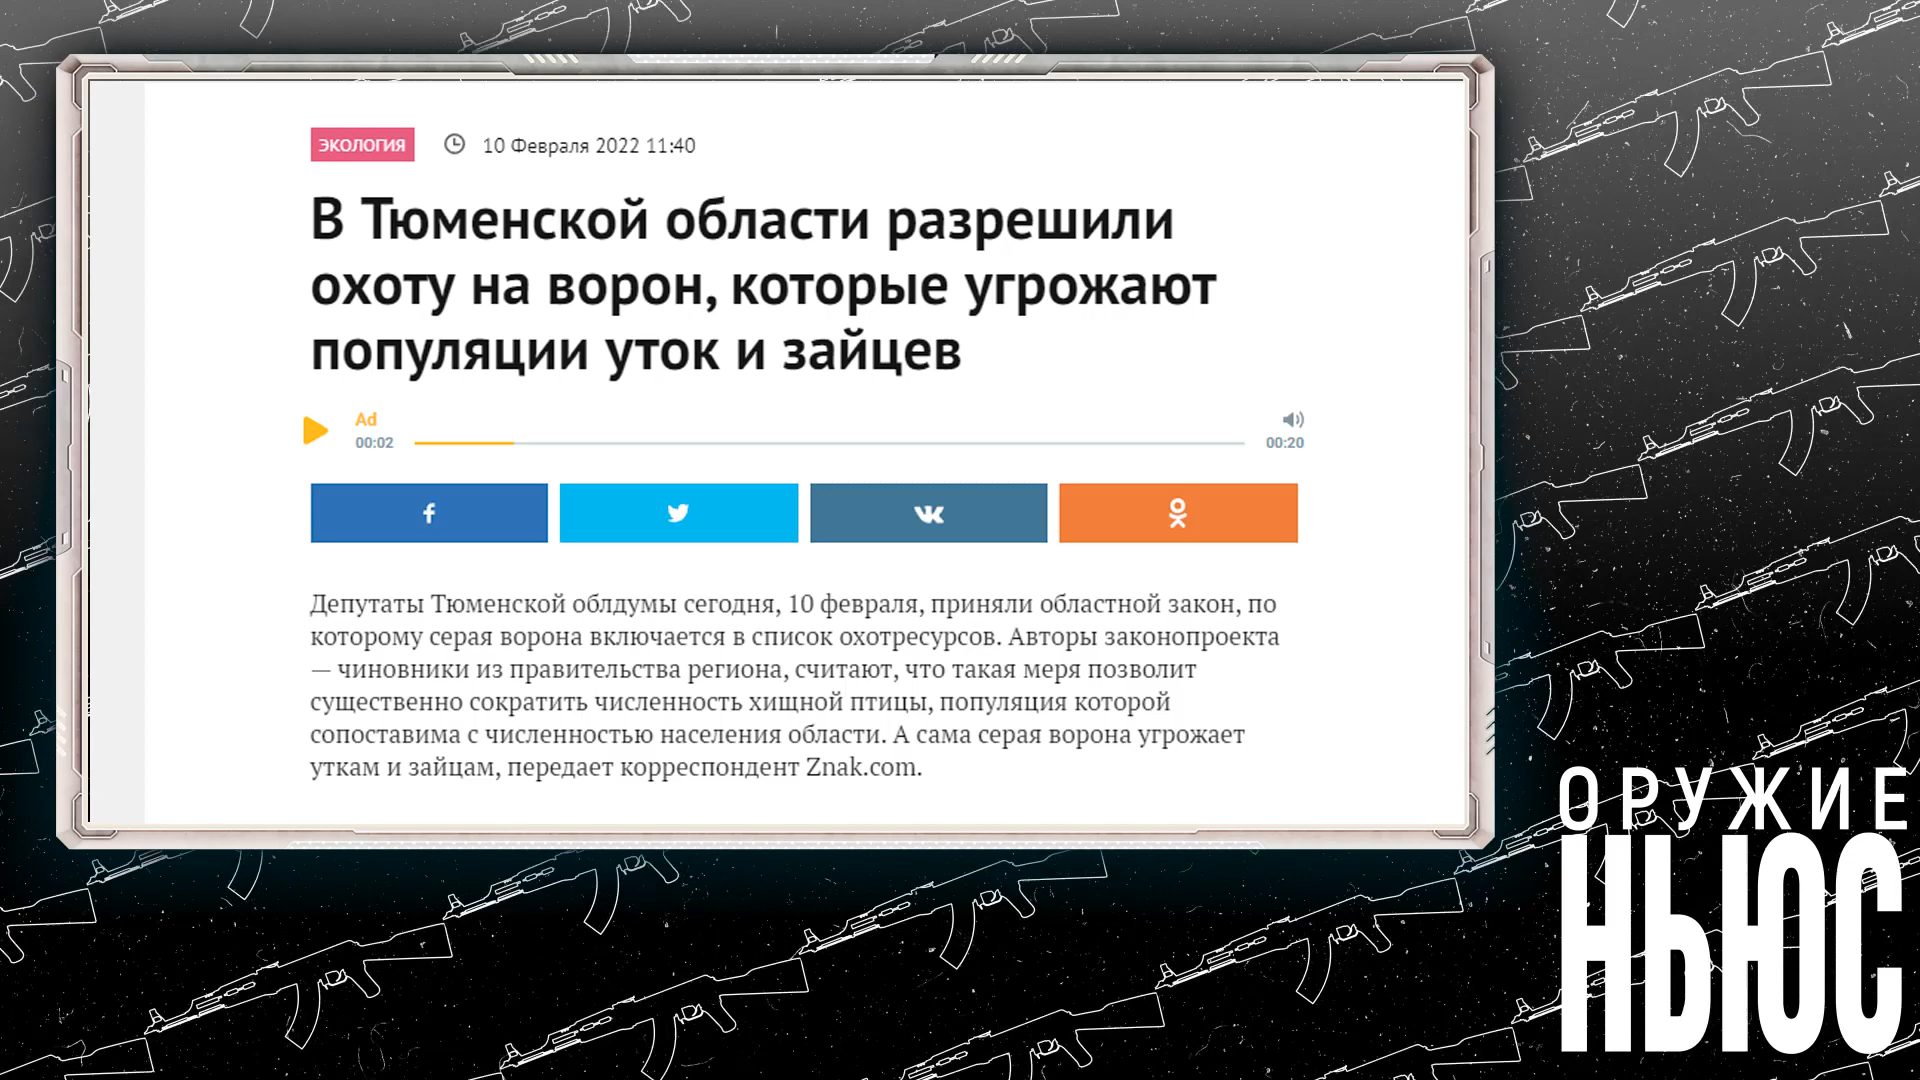 ЭКОЛОГИЯ 10 Февраля 2022 11:40
В Тюменской области разрешили
охоту на ворон, которые угрожают
популяции уток и зайцев
Ad
00:02 00:20
Депутаты Тюменской облдумы сегодня, 10 февраля, приняли областной закон, по
которому серая ворона включается в список охотресурсов. Авторы законопроекта
— чиновники из правительства региона, считают, что такая меря позволит
существенно сократить численность хищной птицы, популяция которой
сопоставима с численностью населения области. А сама серая ворона угрожает
уткам и зайцам, передает корреспондент Znak.com.
ОРУЖИЕ
НЬЮС